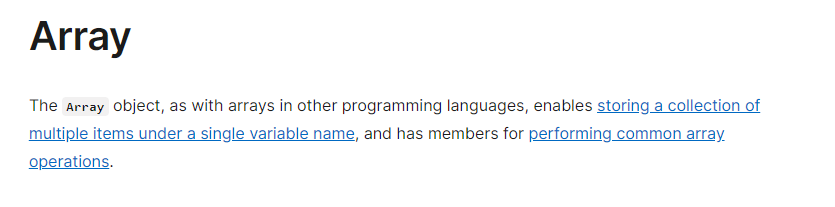 Array
The Array object, as with arrays in other programming languages, enables storing a collection of
multiple items under a single variable name, and has members for performing common array
operations.